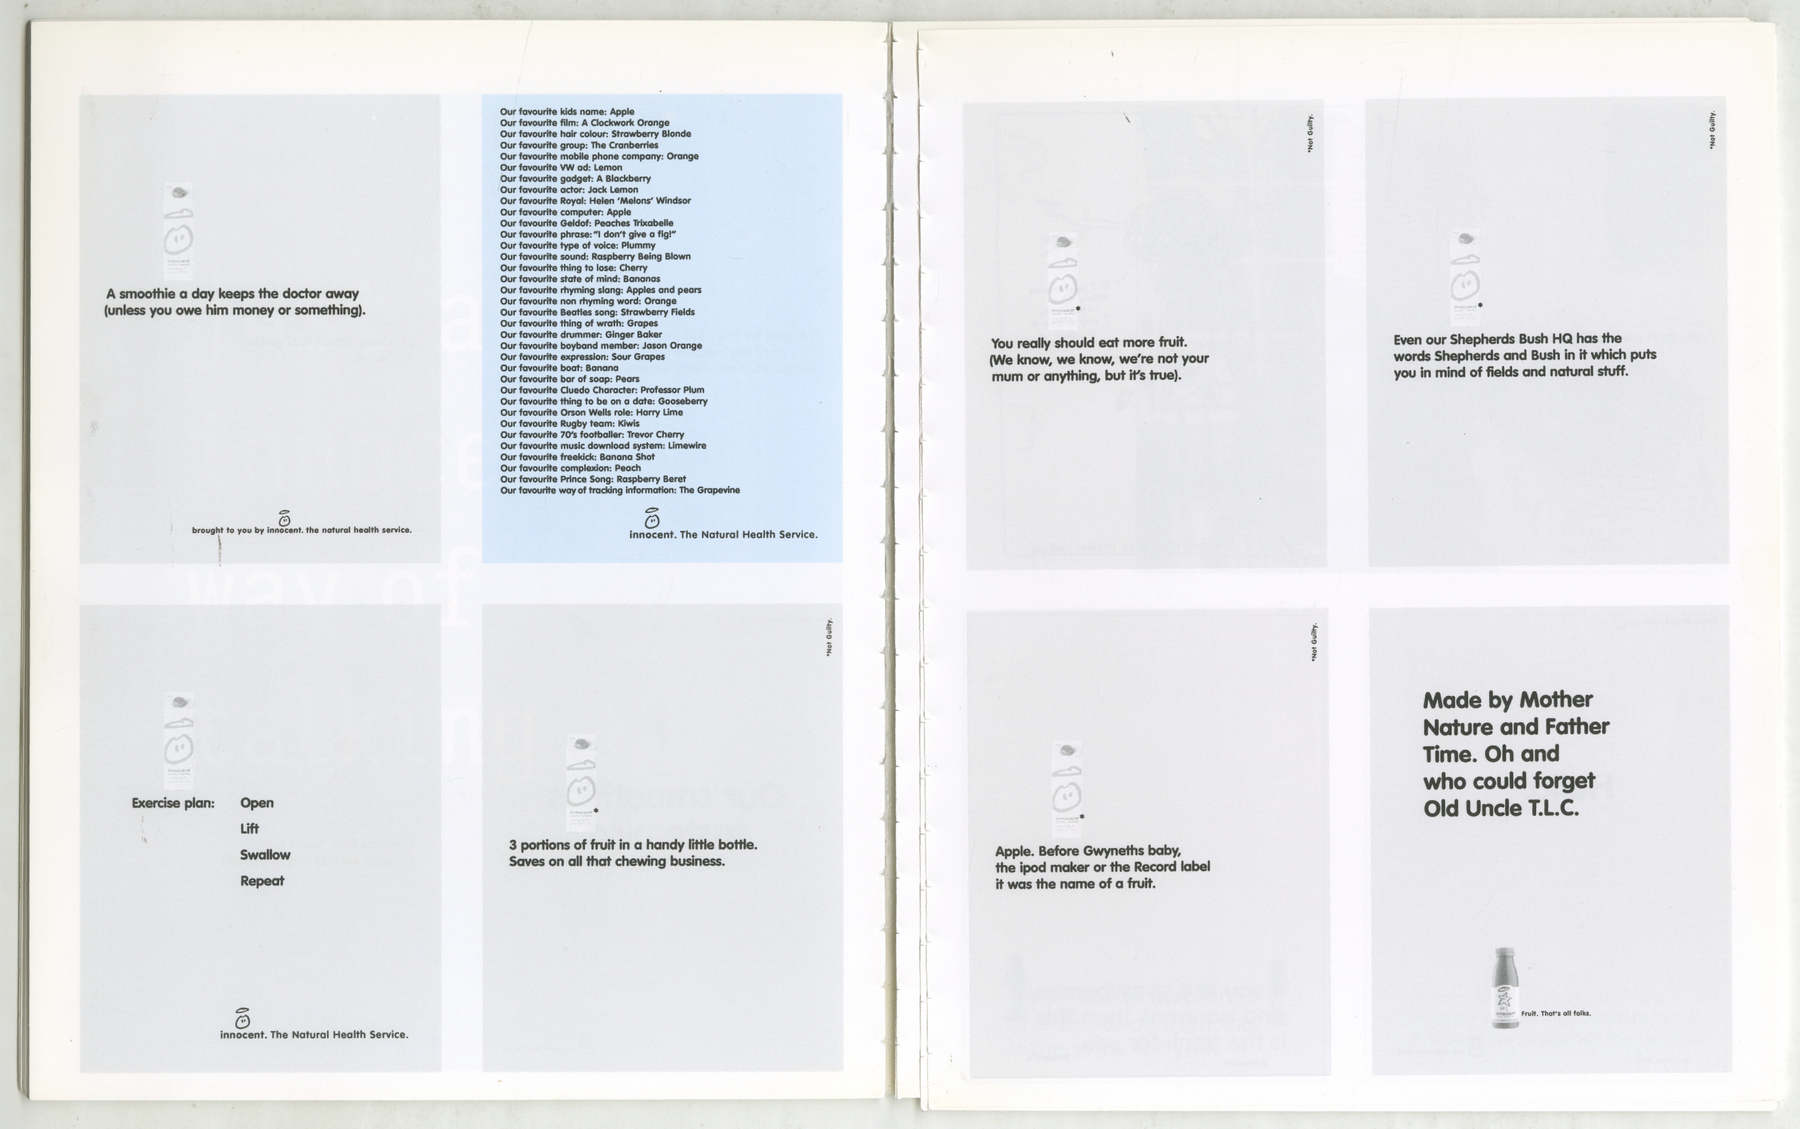 A smoothie a day keeps the doctor away
(unless you owe him money or something).
brought to you by innocent. the natural health service.
Our favourite kids name: Apple
Our favourite film: A Clockwork Orange
Our favourite hair colour: Strawberry Blonde
Our favourite group: The Cranberries
Our favourite mobile phone company: Orange
Our favourite VW ad: Lemon
Our favourite gadget: A Blackberry
Our favourite actor: Jack Lemon
Our favourite Royal: Helen ‘Melons’ Windsor
Our favourite computer: Apple
Our favourite Geldof: Peaches Trixabelle
Our favourite phrase: “I don’t give a fig!”
Our favourite type of voice: Plummy
Our favourite sound: Raspberry Being Blown
Our favourite thing to lose: Cherry
Our favourite state of mind: Bananas
Our favourite rhyming slang: Apples and pears
Our favourite non rhyming word: Orange
Our favourite Beatles song: Strawberry Fields
Our favourite thing of wrath: Grapes
Our favourite drummer: Ginger Baker
Our favourite boyband member: Jason Orange
Our favourite expression: Sour Grapes
Our favourite boat: Banana
Our favourite bar of soap: Pears
Our favourite Cluedo Character: Professor Plum
Our favourite thing to be on a date: Gooseberry
Our favourite Orson Wells role: Harry Lime
Our favourite Rugby team: Kiwis
Our favourite 70’s footballer: Trevor Cherry
Our favourite music download system: Limewire
Our favourite freekick: Banana Shot
Our favourite complexion: Peach
Our favourite Prince Song: Raspberry Beret
Our favourite way of tracking information: The Grapevine
innocent. The Natural Health Service.
Exercise plan: Open
Lift
Swallow
Repeat
innocent. The Natural Health Service.
*Not Guilty.
3 portions of fruit in a handy little bottle.
Saves on all that chewing business.
*Not Guilty.
You really should eat more fruit.
(We know, we know, we’re not your
mum or anything, but it’s true).
*Not Guilty.
Even our Shepherds Bush HQ has the
words Shepherds and Bush in it which puts
you in mind of fields and natural stuff.
*Not Guilty.
Apple. Before Gwyneths baby,
the ipod maker or the Record label
it was the name of a fruit.
Made by Mother
Nature and Father
Time. Oh and
who could forget
Old Uncle T.L.C.
Fruit. That’s all folks.